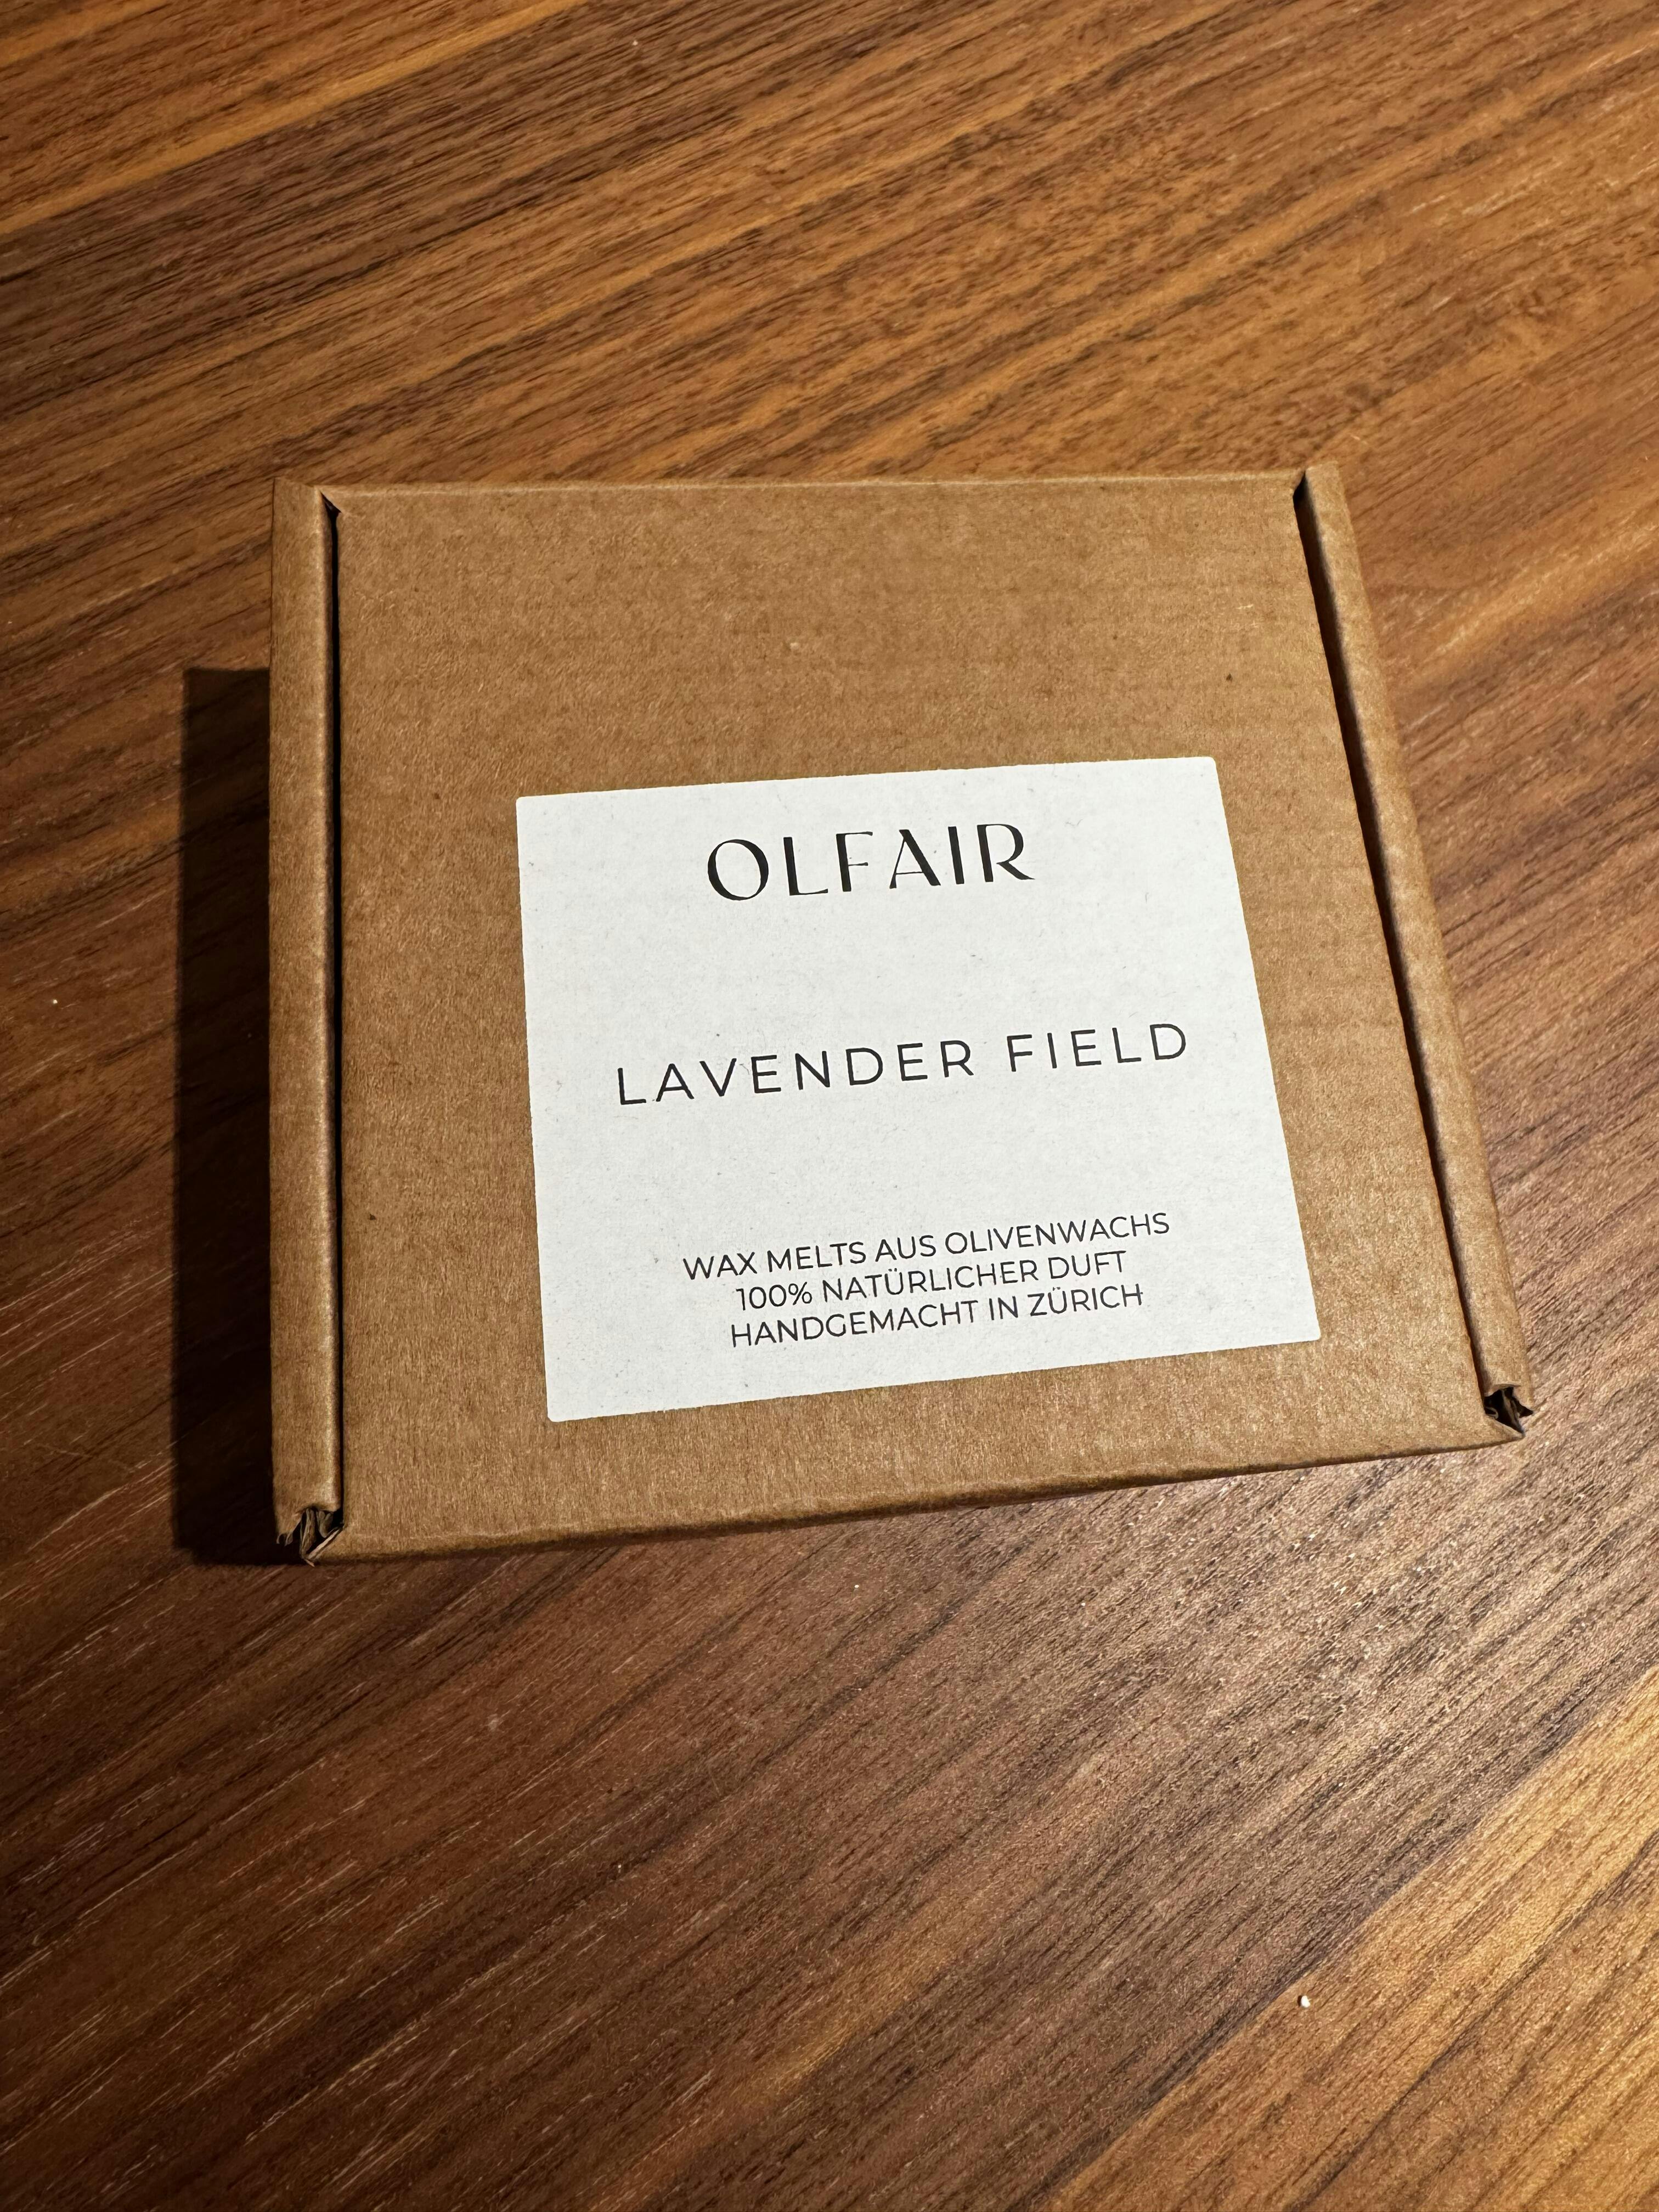 OLFAIR
LAVENDER FIELD
WAX MELTS AUS OLIVENWACHS
100% NATÜRLICHER DUFT
HANDGEMACHT IN ZÜRICH